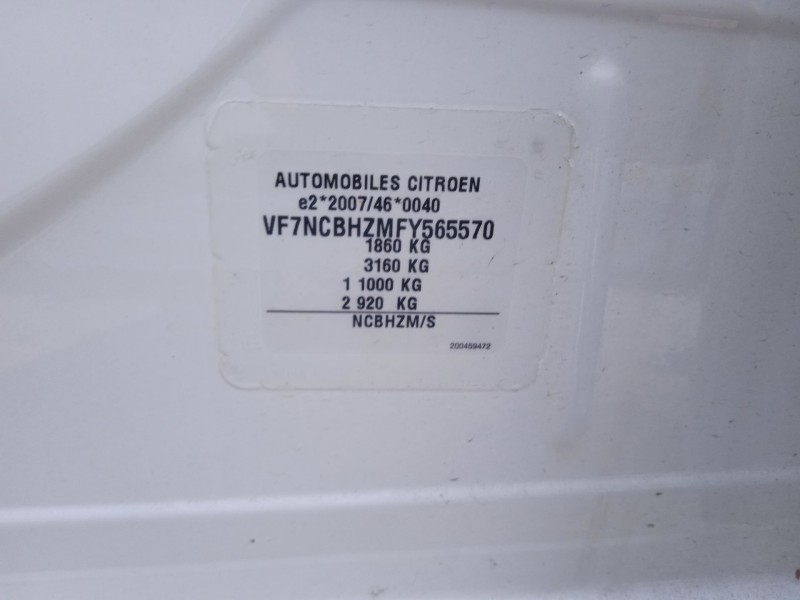 AUTOMOBILES CITROEN
e2*2007/46*0040
VF7NCBHZMFY565570
1860 KG
3160 KG
1 1000 KG
2 920 KG
NCBHZM/S
200459472